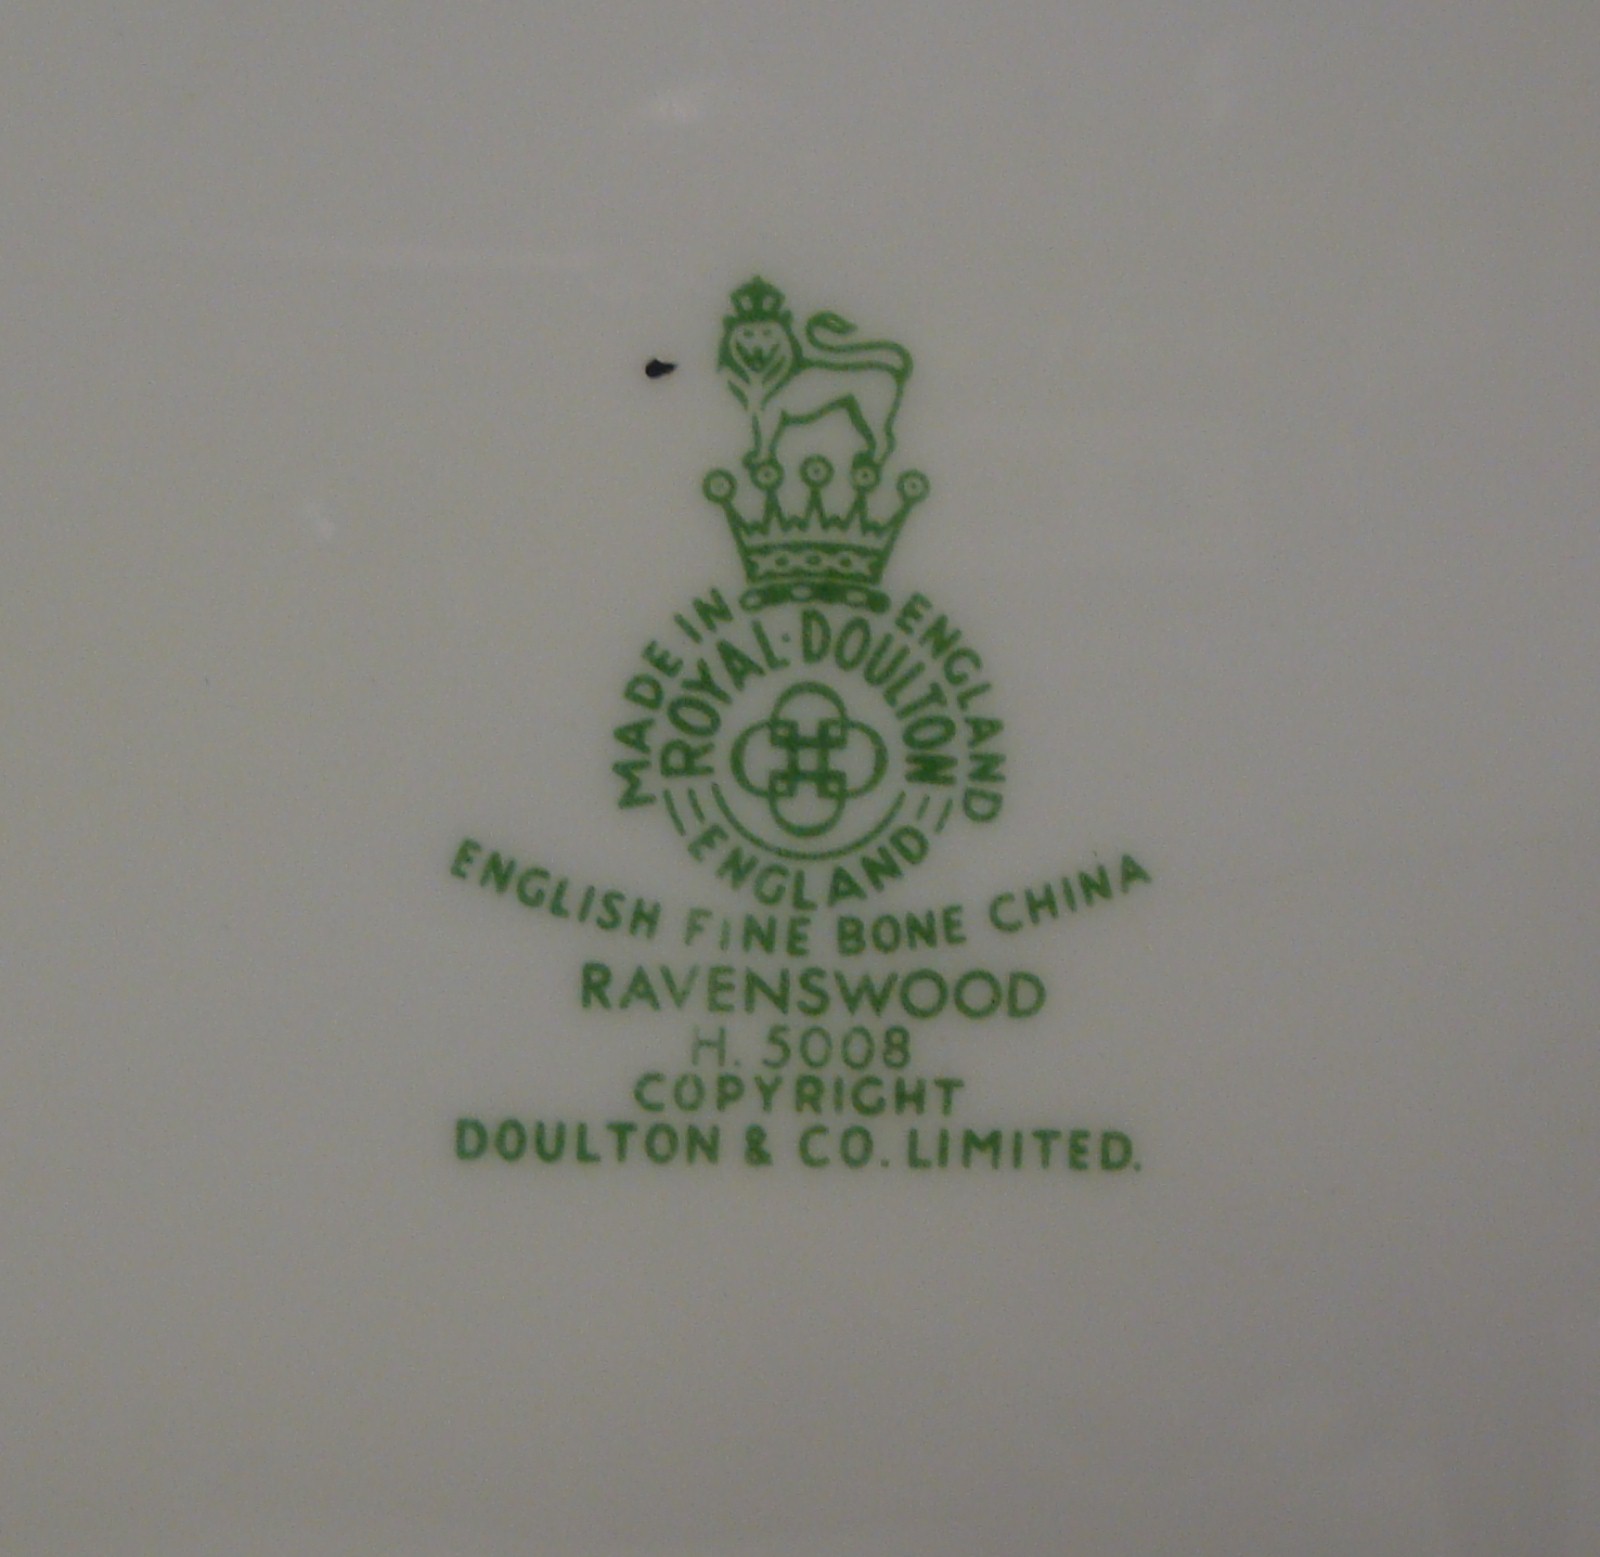 MADE IN ENGLAND
ROYAL·DOULTON
ENGLAND
ENGLISH FINE BONE CHINA
RAVENSWOOD
H. 5008
COPYRIGHT
DOULTON & CO. LIMITED.